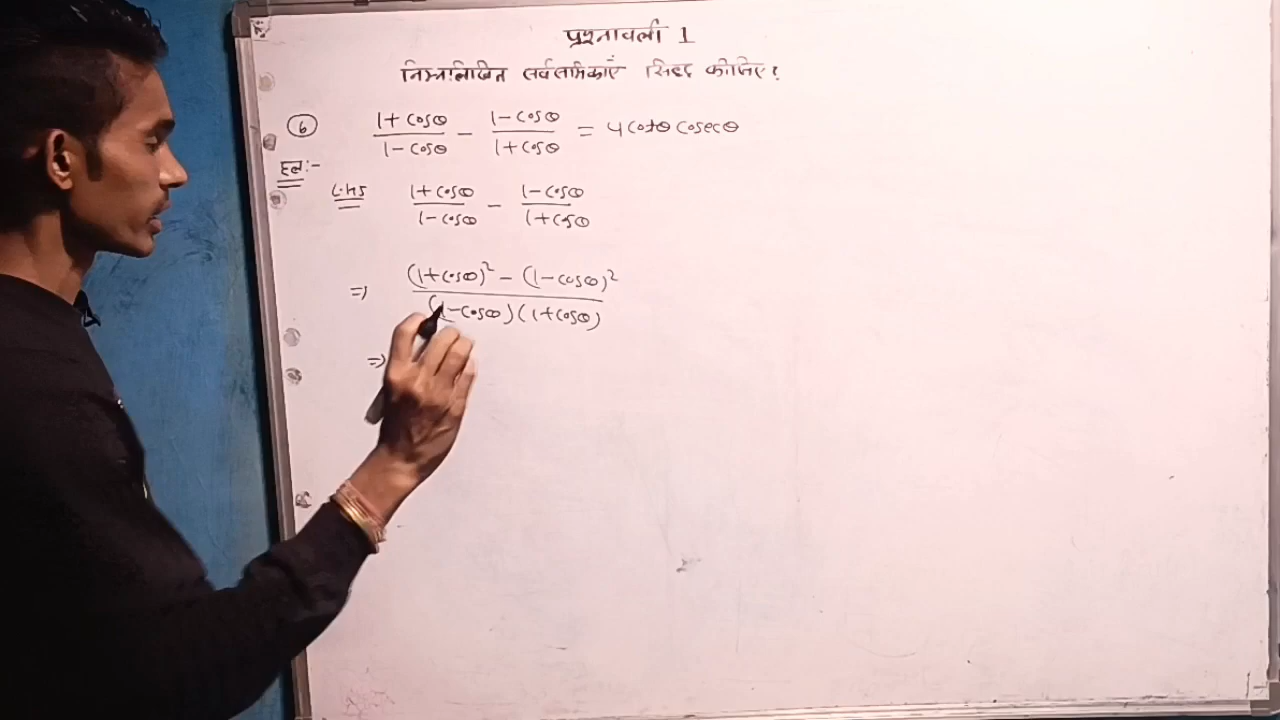 प्रश्नावली 1
निम्नलिखित सर्वसमिकाएँ सिद्ध कीजिए?
6 (1+cosθ)/(1-cosθ) - (1-cosθ)/(1+cosθ) = 4cotθ cosecθ
हल:-
L.H.S (1+cosθ)/(1-cosθ) - (1-cosθ)/(1+cosθ)
⇒ ((1+cosθ)² - (1-cosθ)²)/((1-cosθ)(1+cosθ))
⇒